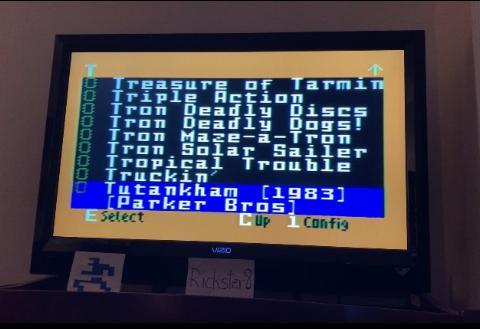 T
Treasure of Tarmin
Triple Action
Tron Deadly Discs
Tron Deadly Dogs!
Tron Maze-a-Tron
Tron Solar Sailer
Tropical Trouble
Truckin'
Tutankham [1983]
[Parker Bros]
E Select C Up 1 Config
VIZIO
Rickster8